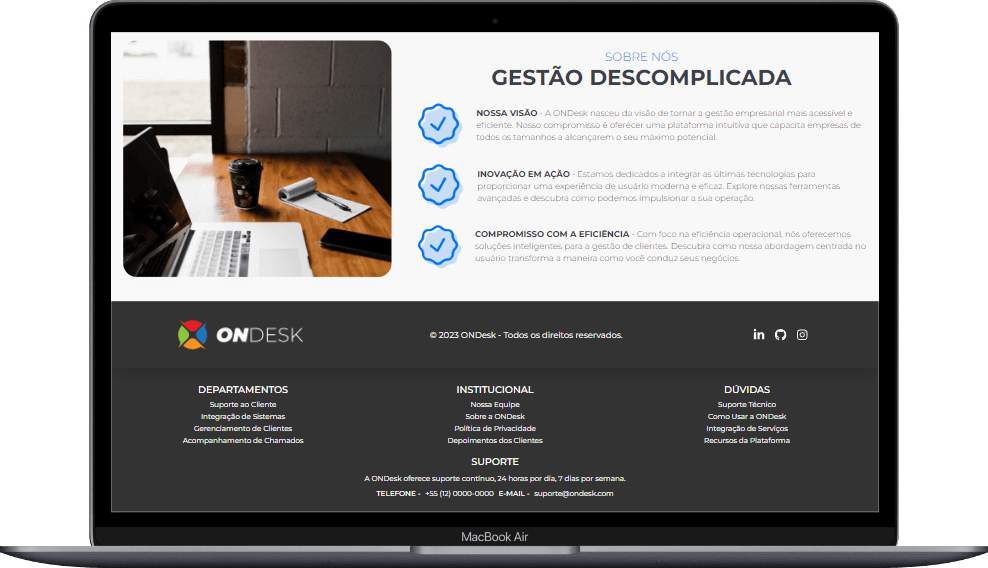 SOBRE NÓS
GESTÃO DESCOMPLICADA
NOSSA VISÃO - A ONDesk nasceu da visão de tornar a gestão empresarial mais acessível e
eficiente. Nosso compromisso é oferecer uma plataforma intuitiva que capacita empresas de
todos os tamanhos a alcançarem o seu máximo potencial.
INOVAÇÃO EM AÇÃO - Estamos dedicados a integrar as últimas tecnologias para
proporcionar uma experiência de usuário moderna e eficaz. Explore nossas ferramentas
avançadas e descubra como podemos impulsionar a sua operação.
COMPROMISSO COM A EFICIÊNCIA - Com foco na eficiência operacional, nós oferecemos
soluções inteligentes para a gestão de clientes. Descubra como nossa abordagem centrada no
usuário transforma a maneira como você conduz seus negócios.
ONDESK
© 2023 ONDesk - Todos os direitos reservados.
in
DEPARTAMENTOS
Suporte ao Cliente
Integração de Sistemas
Gerenciamento de Clientes
Acompanhamento de Chamados
INSTITUCIONAL
Nossa Equipe
Sobre a ONDesk
Política de Privacidade
Depoimentos dos Clientes
DÚVIDAS
Suporte Técnico
Como Usar a ONDesk
Integração de Serviços
Recursos da Plataforma
SUPORTE
A ONDesk oferece suporte contínuo, 24 horas por dia, 7 dias por semana.
TELEFONE - +55 (12) 0000-0000 E-MAIL - suporte@ondesk.com
MacBook Air